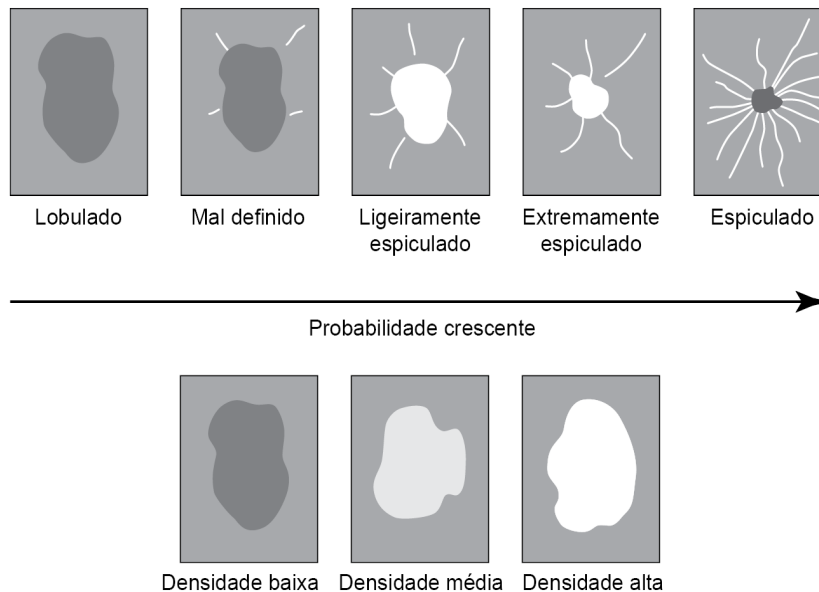 Lobulado
Mal definido
Ligeiramente
espiculado
Extremamente
espiculado
Espiculado
Probabilidade crescente
Densidade baixa
Densidade média
Densidade alta